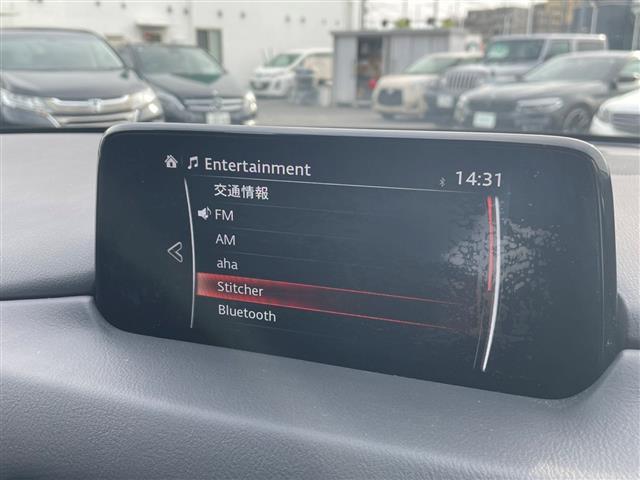 Entertainment
14:31
交通情報
FM
AM
aha
Stitcher
Bluetooth